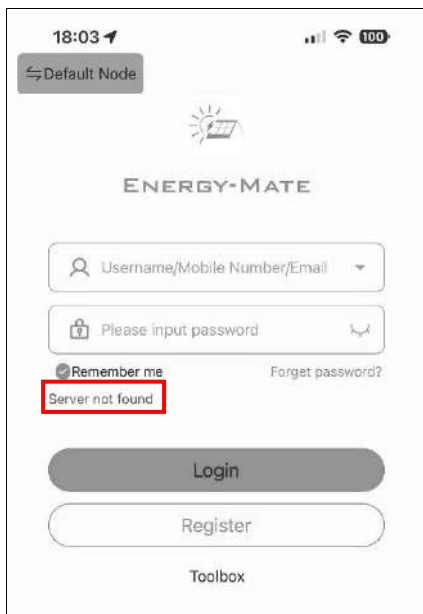 18:03
100
Default Node
ENERGY-MATE
Username/Mobile Number/Email
Please input password
Remember me
Forget password?
Server not found
Login
Register
Toolbox